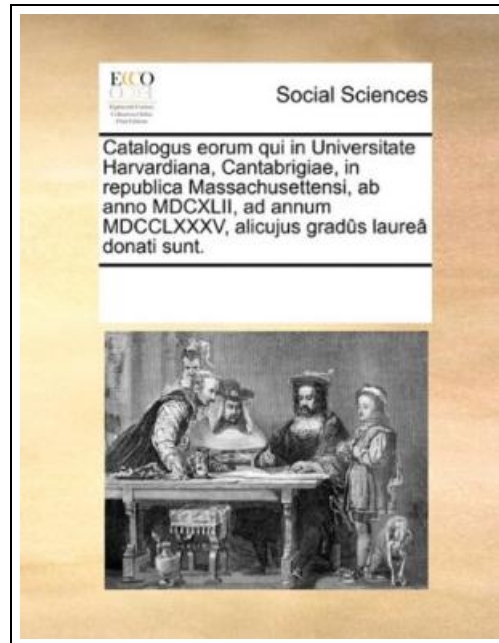 ECCO
Social Sciences
Catalogus eorum qui in Universitate
Harvardiana, Cantabrigiae, in
republica Massachusettensi, ab
anno MDCXLII, ad annum
MDCCLXXXV, alicujus gradûs laureâ
donati sunt.